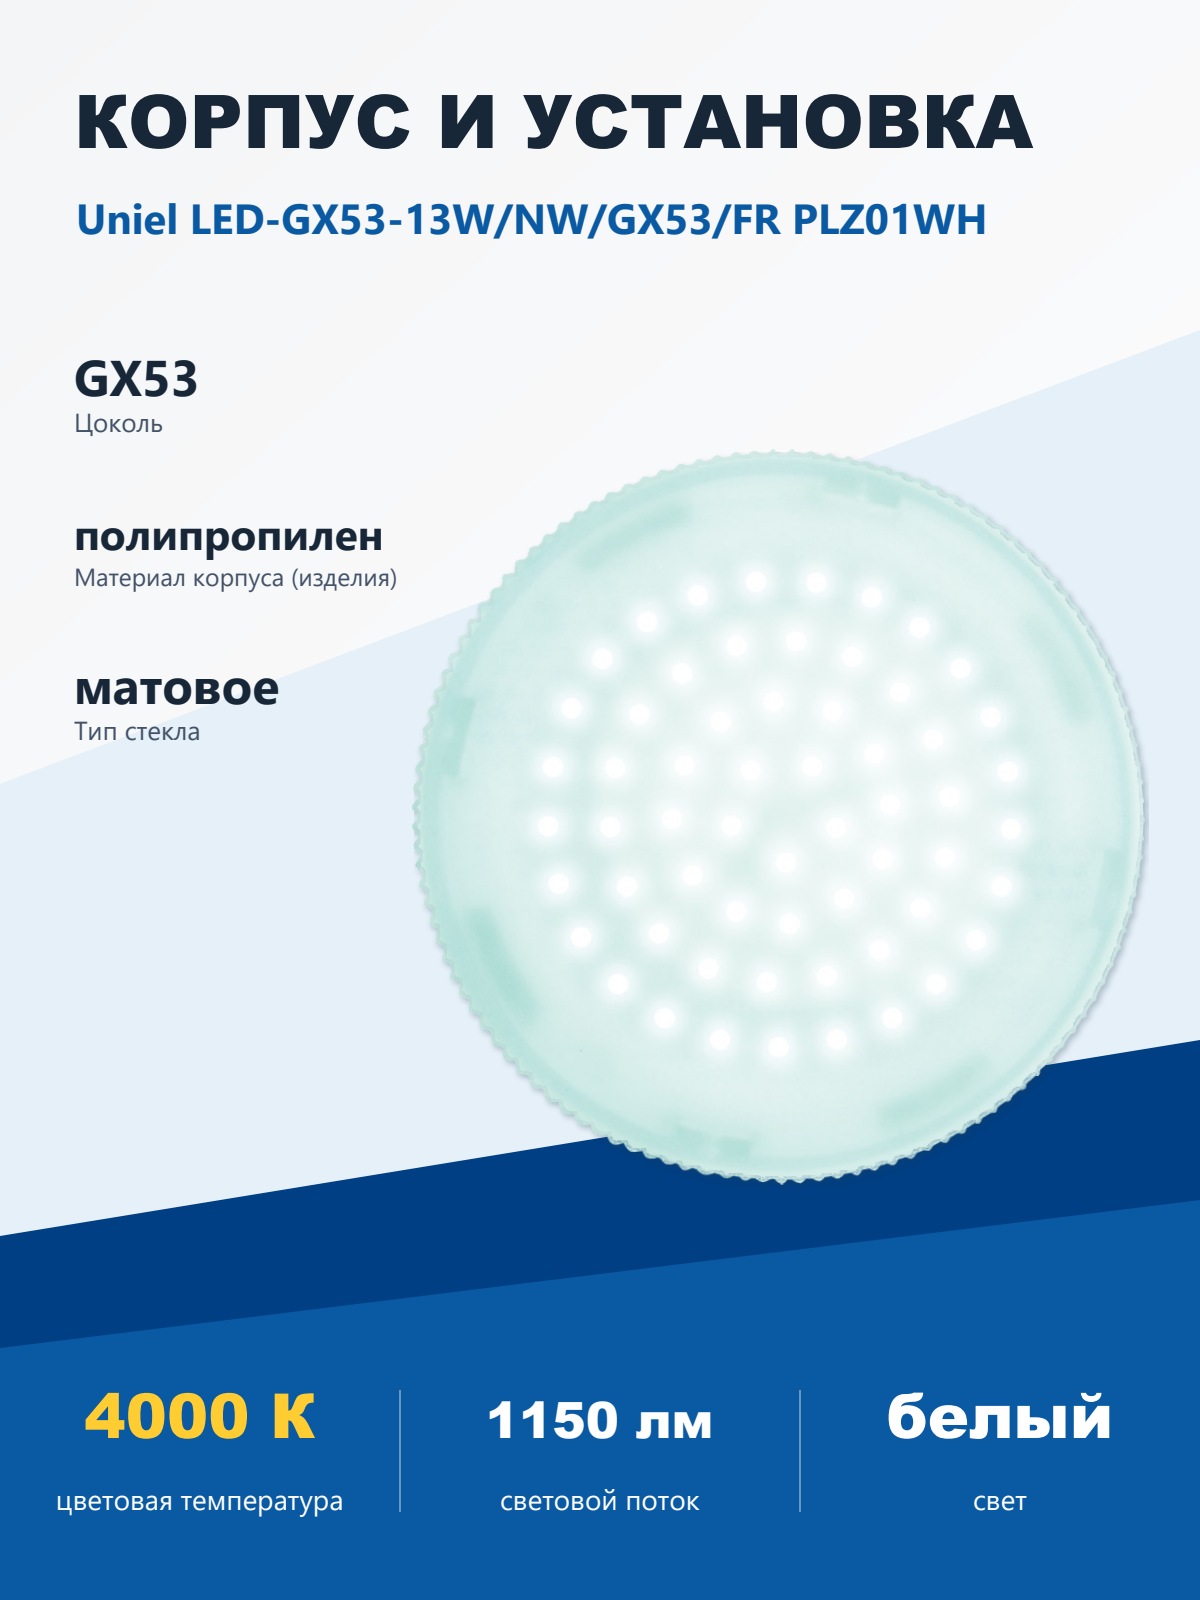 КОРПУС И УСТАНОВКА
Uniel LED-GX53-13W/NW/GX53/FR PLZ01WH
GX53
Цоколь
полипропилен
Материал корпуса (изделия)
матовое
Тип стекла
4000 К
цветовая температура
1150 лм
световой поток
белый
свет